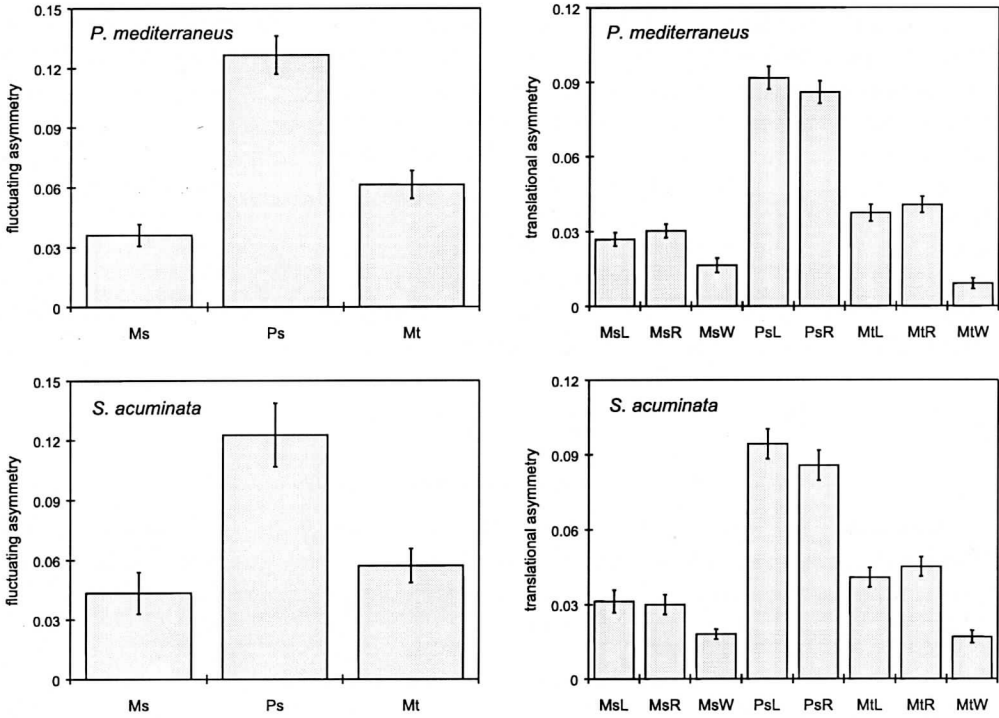 P. mediterraneus
fluctuating asymmetry
0.15
0.12
0.09
0.06
0.03
0
Ms Ps Mt
P. mediterraneus
translational asymmetry
0.12
0.09
0.06
0.03
0
MsL MsR MsW PsL PsR MtL MtR MtW
S. acuminata
fluctuating asymmetry
0.15
0.12
0.09
0.06
0.03
0
Ms Ps Mt
S. acuminata
translational asymmetry
0.12
0.09
0.06
0.03
0
MsL MsR MsW PsL PsR MtL MtR MtW